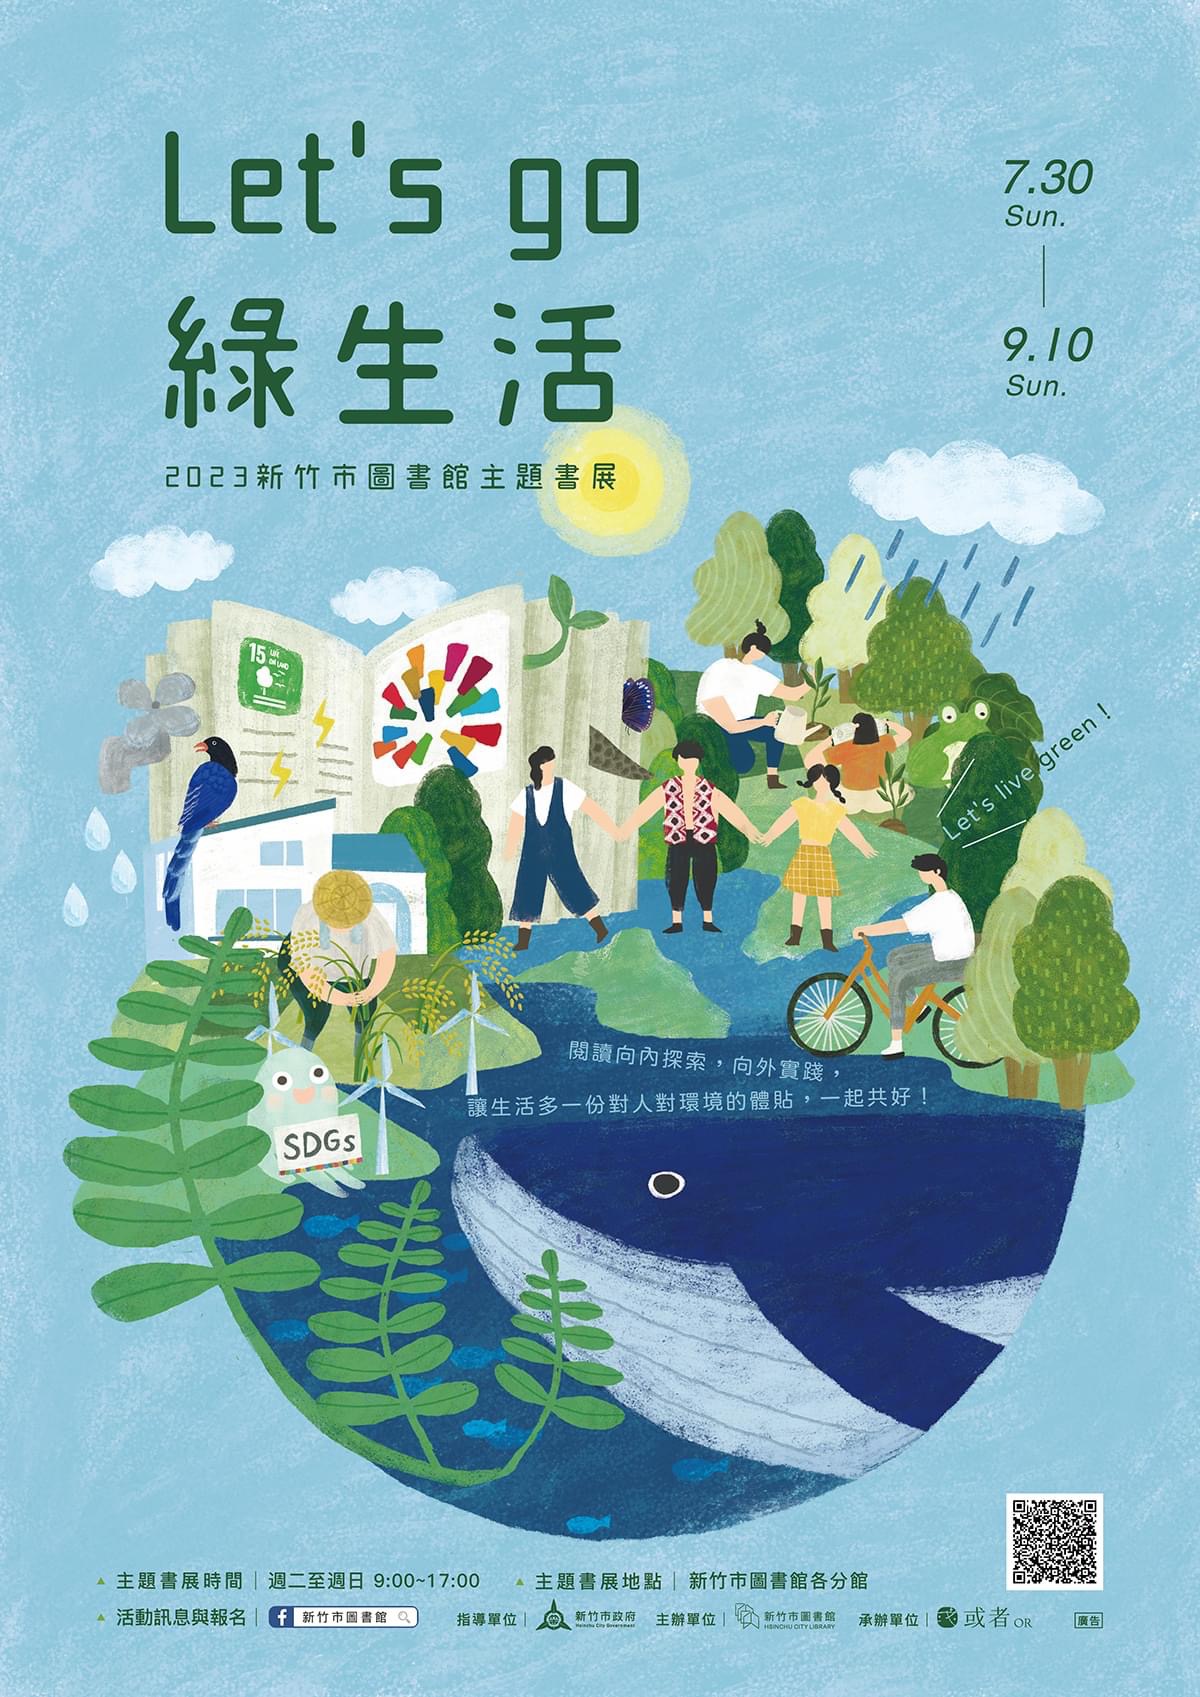 Let's go
綠生活
2023新竹市圖書館主題書展
7.30
Sun.
9.10
Sun.
15 LIFE ON LAND
Let's live green!
閱讀向內探索，向外實踐，
讓生活多一份對人對環境的體貼，一起共好！
SDGs
主題書展時間｜週二至週日 9:00~17:00
主題書展地點｜新竹市圖書館各分館
活動訊息與報名｜新竹市圖書館
指導單位｜新竹市政府 Hsinchu City Government
主辦單位｜新竹市圖書館 HSINCHU CITY LIBRARY
承辦單位｜或者 OR
廣告